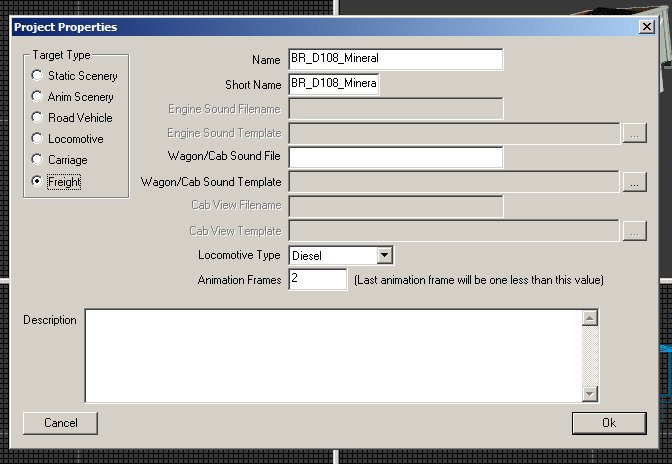 Project Properties
Target Type
Static Scenery
Anim Scenery
Road Vehicle
Locomotive
Carriage
Freight
Name BR_D108_Mineral
Short Name BR_D108_Minera
Engine Sound Filename
Engine Sound Template ...
Wagon/Cab Sound File
Wagon/Cab Sound Template ...
Cab View Filename
Cab View Template ...
Locomotive Type Diesel
Animation Frames 2 (Last animation frame will be one less than this value)
Description
Cancel Ok